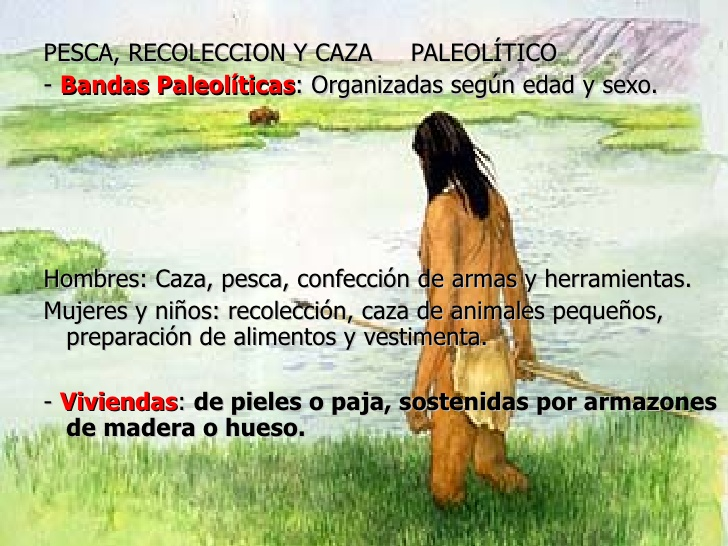 PESCA, RECOLECCION Y CAZA PALEOLÍTICO
- Bandas Paleolíticas: Organizadas según edad y sexo.
Hombres: Caza, pesca, confección de armas y herramientas.
Mujeres y niños: recolección, caza de animales pequeños,
preparación de alimentos y vestimenta.
- Viviendas: de pieles o paja, sostenidas por armazones
de madera o hueso.